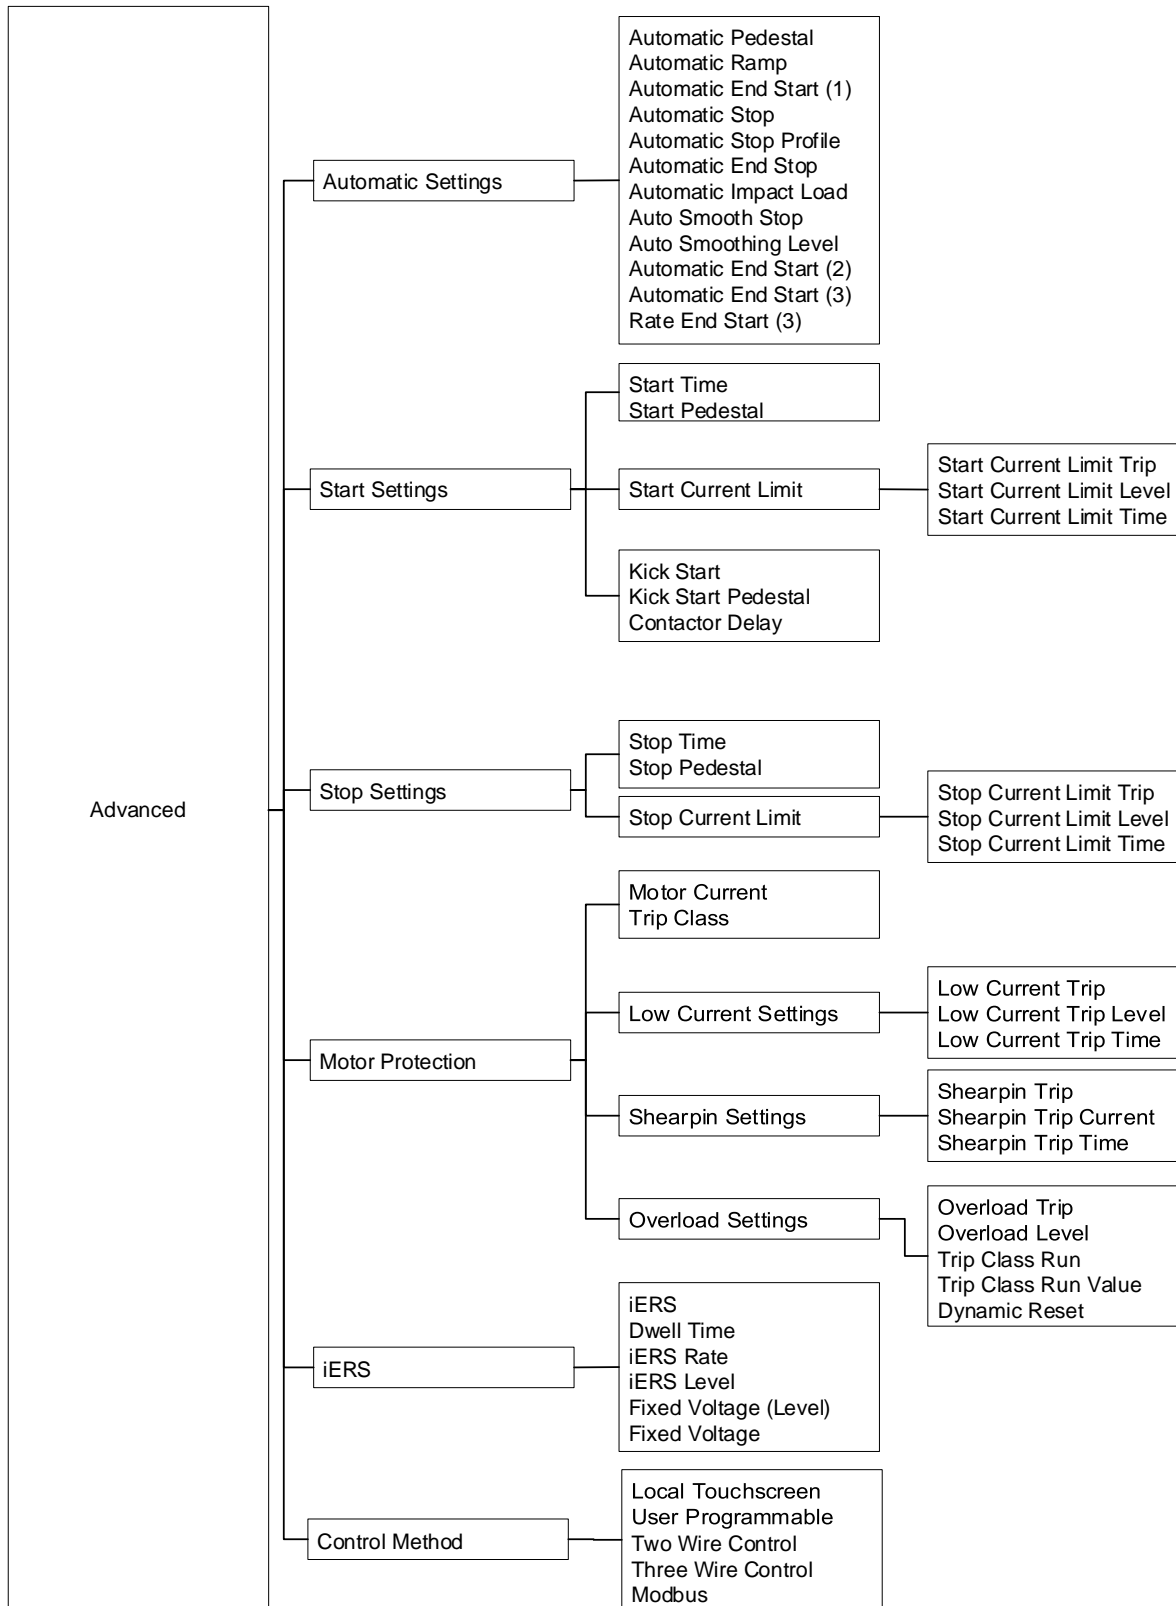 Advanced
Automatic Settings
Automatic Pedestal
Automatic Ramp
Automatic End Start (1)
Automatic Stop
Automatic Stop Profile
Automatic End Stop
Automatic Impact Load
Auto Smooth Stop
Auto Smoothing Level
Automatic End Start (2)
Automatic End Start (3)
Rate End Start (3)
Start Settings
Start Time
Start Pedestal
Start Current Limit
Start Current Limit Trip
Start Current Limit Level
Start Current Limit Time
Kick Start
Kick Start Pedestal
Contactor Delay
Stop Settings
Stop Time
Stop Pedestal
Stop Current Limit
Stop Current Limit Trip
Stop Current Limit Level
Stop Current Limit Time
Motor Protection
Motor Current
Trip Class
Low Current Settings
Low Current Trip
Low Current Trip Level
Low Current Trip Time
Shearpin Settings
Shearpin Trip
Shearpin Trip Current
Shearpin Trip Time
Overload Settings
Overload Trip
Overload Level
Trip Class Run
Trip Class Run Value
Dynamic Reset
iERS
iERS
Dwell Time
iERS Rate
iERS Level
Fixed Voltage (Level)
Fixed Voltage
Control Method
Local Touchscreen
User Programmable
Two Wire Control
Three Wire Control
Modbus